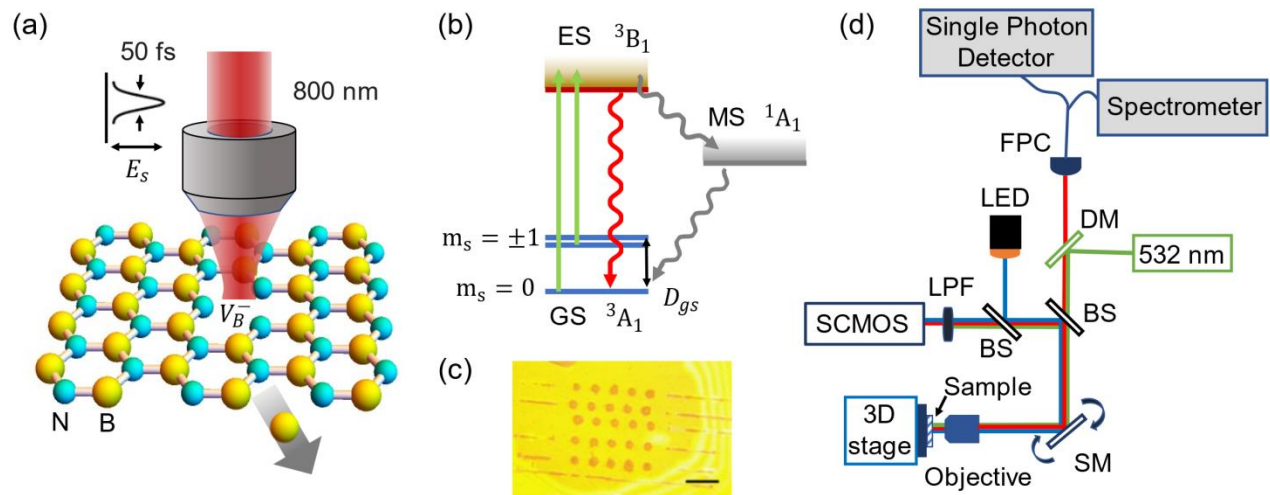 (a)
50 fs
800 nm
E_s
V_B^-
N
B
(b)
ES
³B₁
MS
¹A₁
m_s = ±1
m_s = 0
D_gs
GS
³A₁
(c)
(d)
Single Photon
Detector
Spectrometer
FPC
LED
DM
532 nm
LPF
BS
SCMOS
BS
Sample
3D
stage
Objective
SM